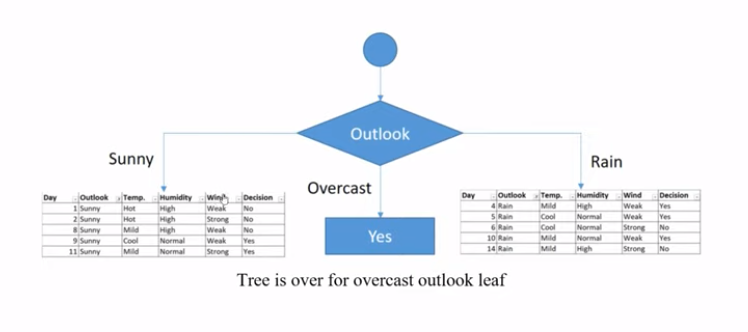 Outlook
Sunny
Rain
Overcast
Day Outlook Temp. Humidity Wind Decision
1 Sunny Hot High Weak No
2 Sunny Hot High Strong No
8 Sunny Mild High Weak No
9 Sunny Cool Normal Weak Yes
11 Sunny Mild Normal Strong Yes
Yes
Day Outlook Temp. Humidity Wind Decision
4 Rain Mild High Weak Yes
5 Rain Cool Normal Weak Yes
6 Rain Cool Normal Strong No
10 Rain Mild Normal Weak Yes
14 Rain Mild High Strong No
Tree is over for overcast outlook leaf